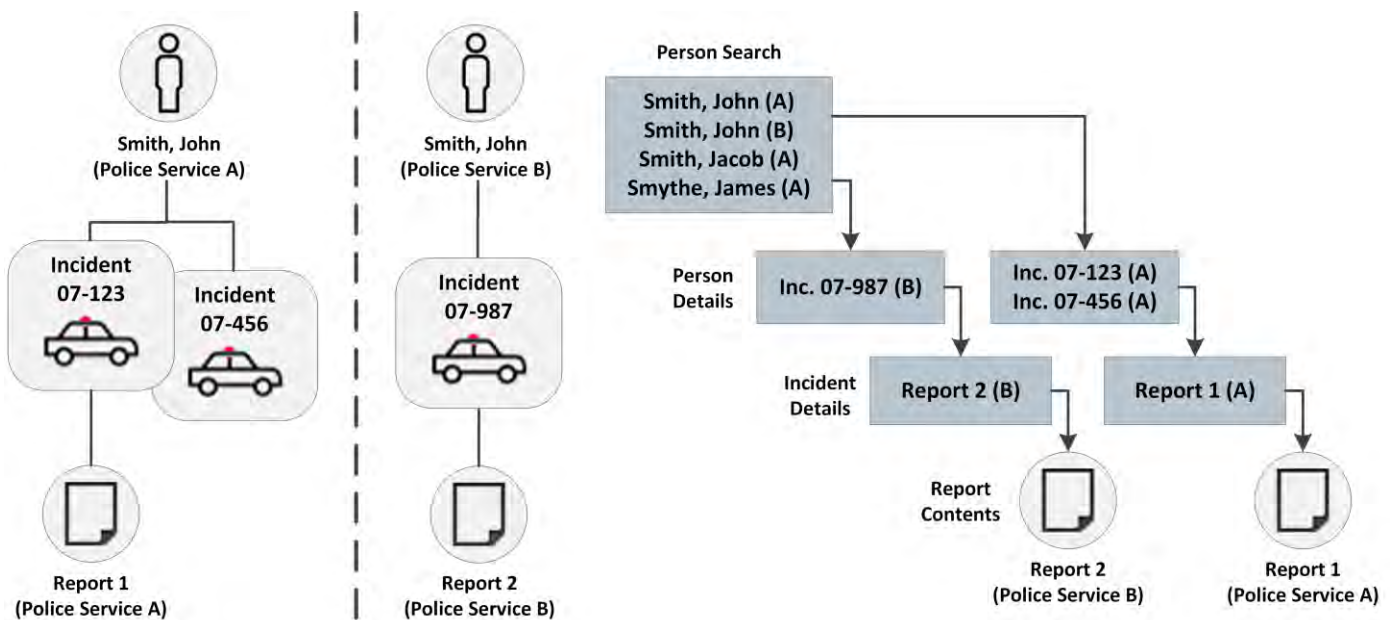 Smith, John
(Police Service A)
Incident
07-123
Incident
07-456
Report 1
(Police Service A)
Smith, John
(Police Service B)
Incident
07-987
Report 2
(Police Service B)
Person Search
Smith, John (A)
Smith, John (B)
Smith, Jacob (A)
Smythe, James (A)
Person
Details
Inc. 07-987 (B)
Inc. 07-123 (A)
Inc. 07-456 (A)
Incident
Details
Report 2 (B)
Report 1 (A)
Report
Contents
Report 2
(Police Service B)
Report 1
(Police Service A)